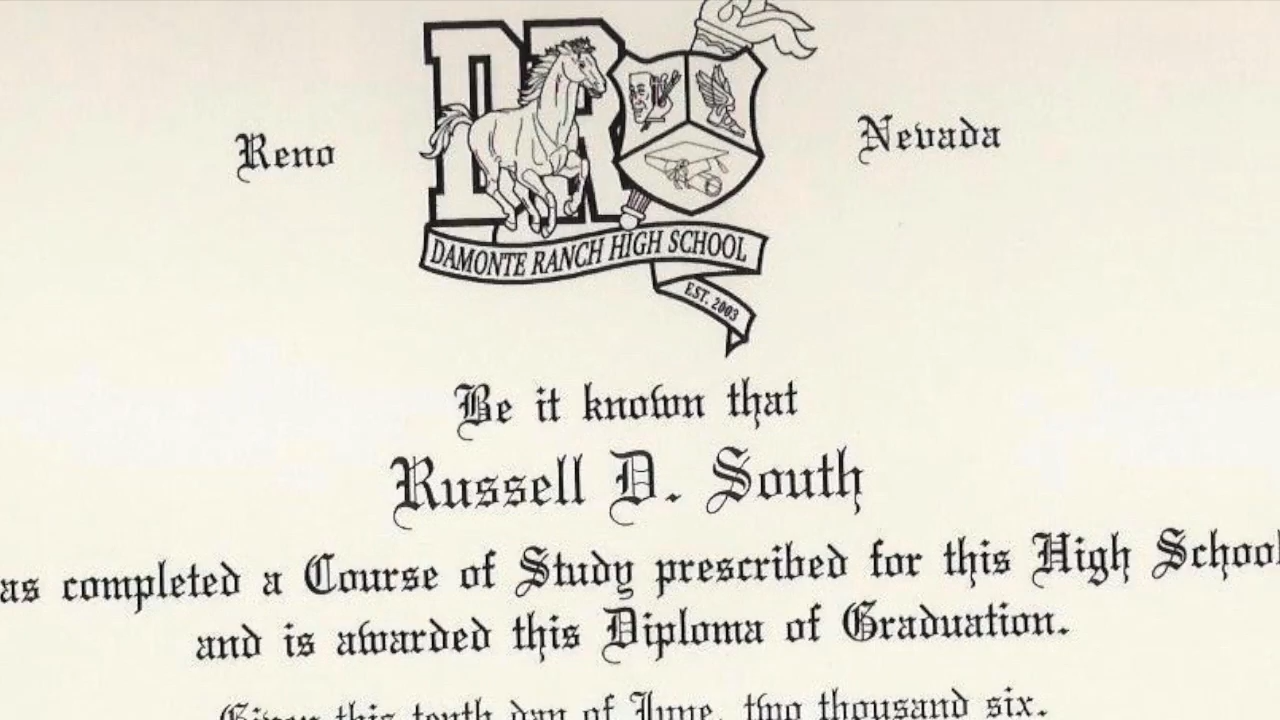 DR
Reno
Nevada
DAMONTE RANCH HIGH SCHOOL
EST. 2003
Be it known that
Russell D. South
as completed a Course of Study prescribed for this High School
and is awarded this Diploma of Graduation.
Given this tenth day of June, two thousand six.